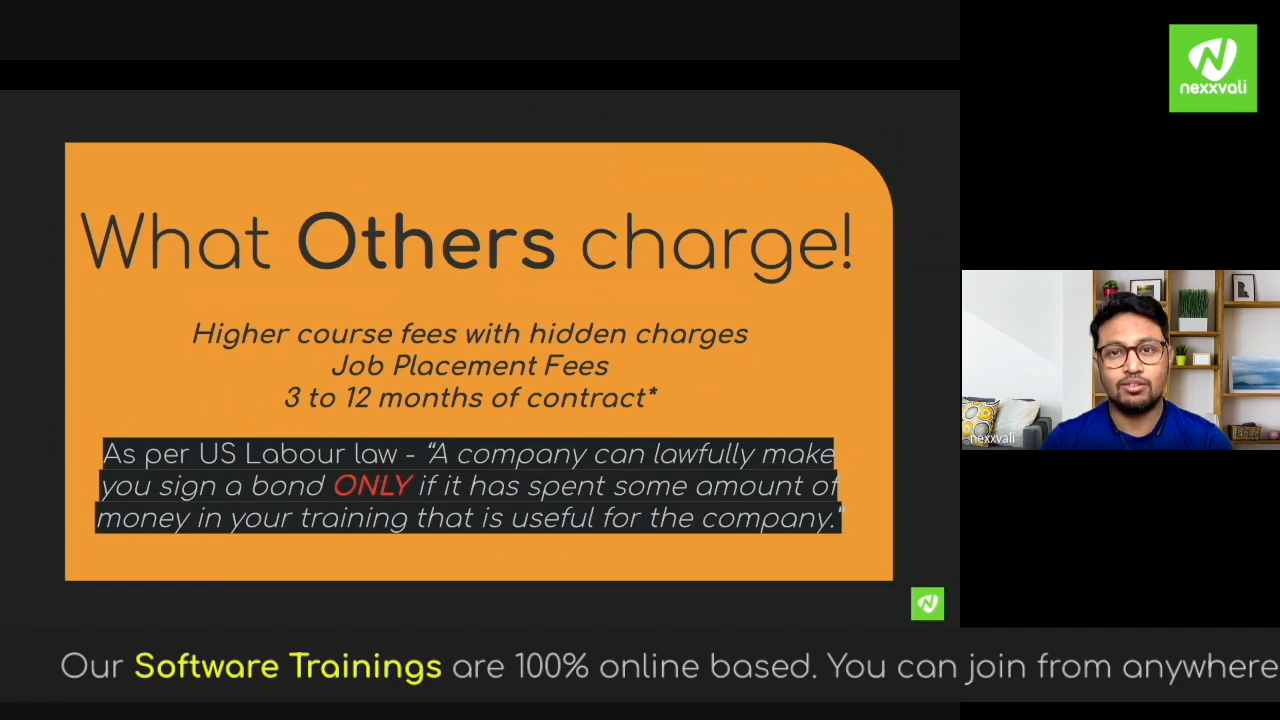 nexxvali
What Others charge!
Higher course fees with hidden charges
Job Placement Fees
3 to 12 months of contract*
As per US Labour law - “A company can lawfully make
you sign a bond ONLY if it has spent some amount of
money in your training that is useful for the company."
nexxvali
Our Software Trainings are 100% online based. You can join from anywhere